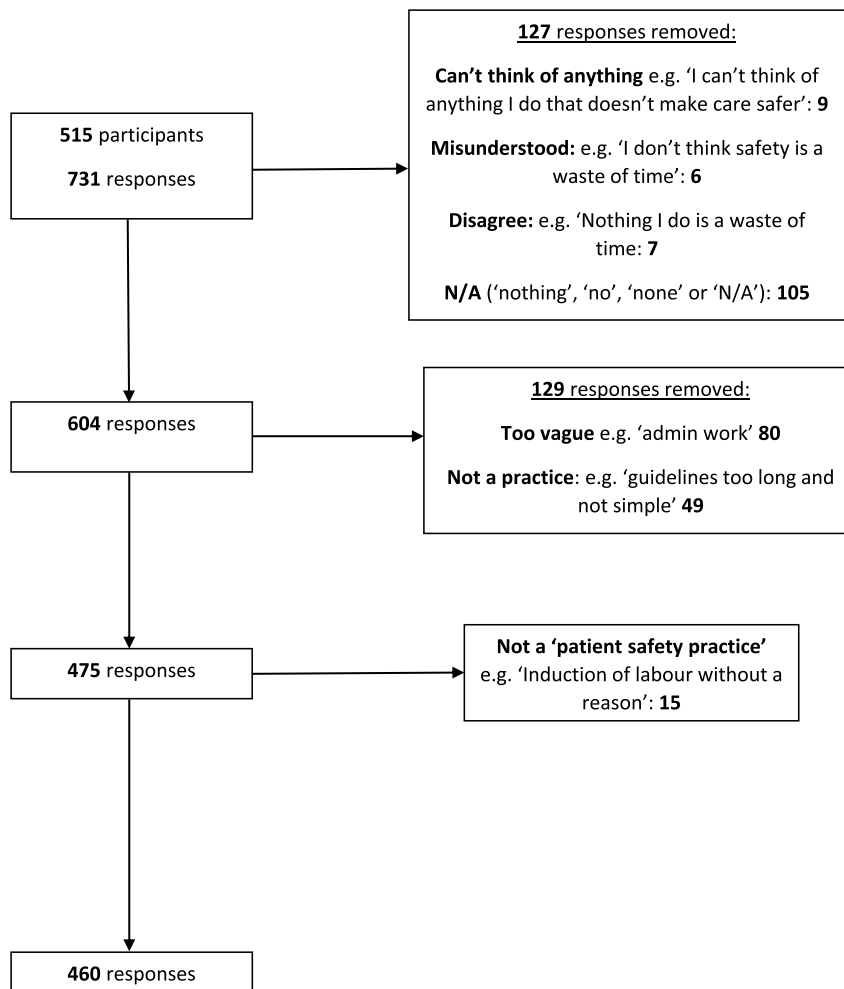 515 participants
731 responses
127 responses removed:
Can’t think of anything e.g. ‘I can’t think of
anything I do that doesn’t make care safer’: 9
Misunderstood: e.g. ‘I don’t think safety is a
waste of time’: 6
Disagree: e.g. ‘Nothing I do is a waste of
time: 7
N/A (‘nothing’, ‘no’, ‘none’ or ‘N/A’): 105
604 responses
129 responses removed:
Too vague e.g. ‘admin work’ 80
Not a practice: e.g. ‘guidelines too long and
not simple’ 49
475 responses
Not a ‘patient safety practice’
e.g. ‘Induction of labour without a
reason’: 15
460 responses